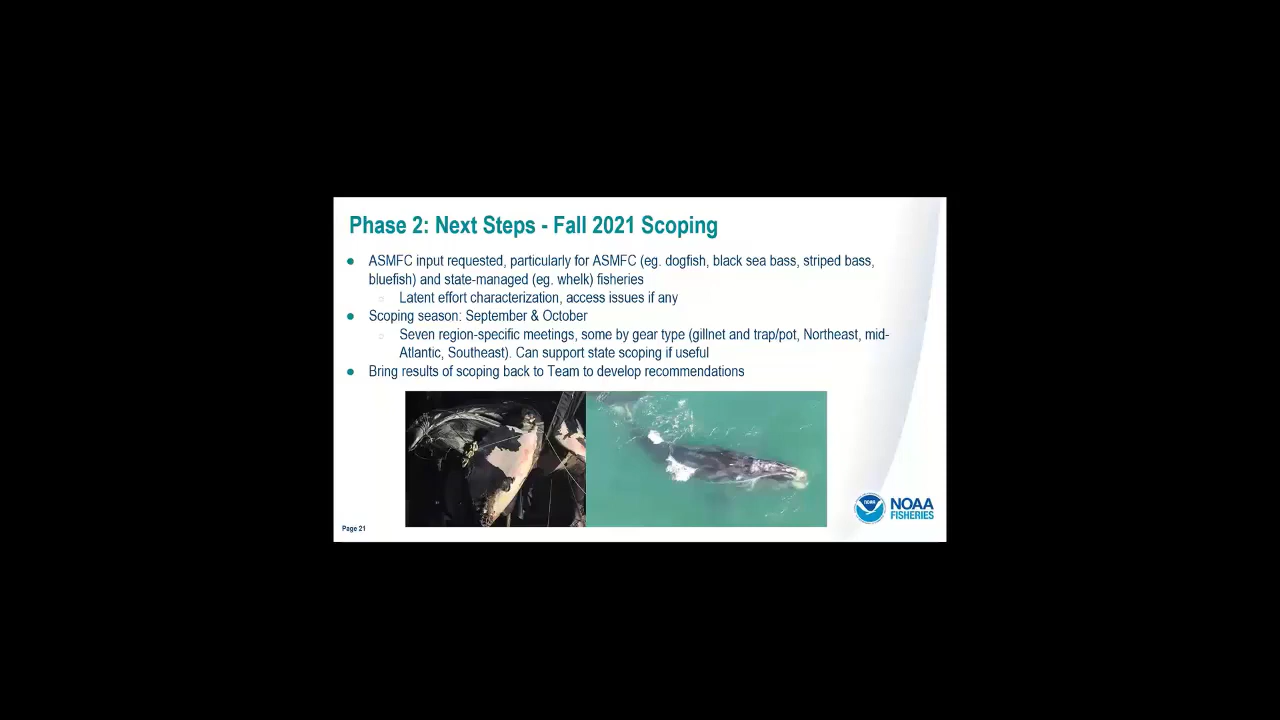 Phase 2: Next Steps - Fall 2021 Scoping
● ASMFC input requested, particularly for ASMFC (eg. dogfish, black sea bass, striped bass,
bluefish) and state-managed (eg. whelk) fisheries
Latent effort characterization, access issues if any
● Scoping season: September & October
Seven region-specific meetings, some by gear type (gillnet and trap/pot, Northeast, mid-
Atlantic, Southeast). Can support state scoping if useful
● Bring results of scoping back to Team to develop recommendations
noaa
NOAA
FISHERIES
Page 21